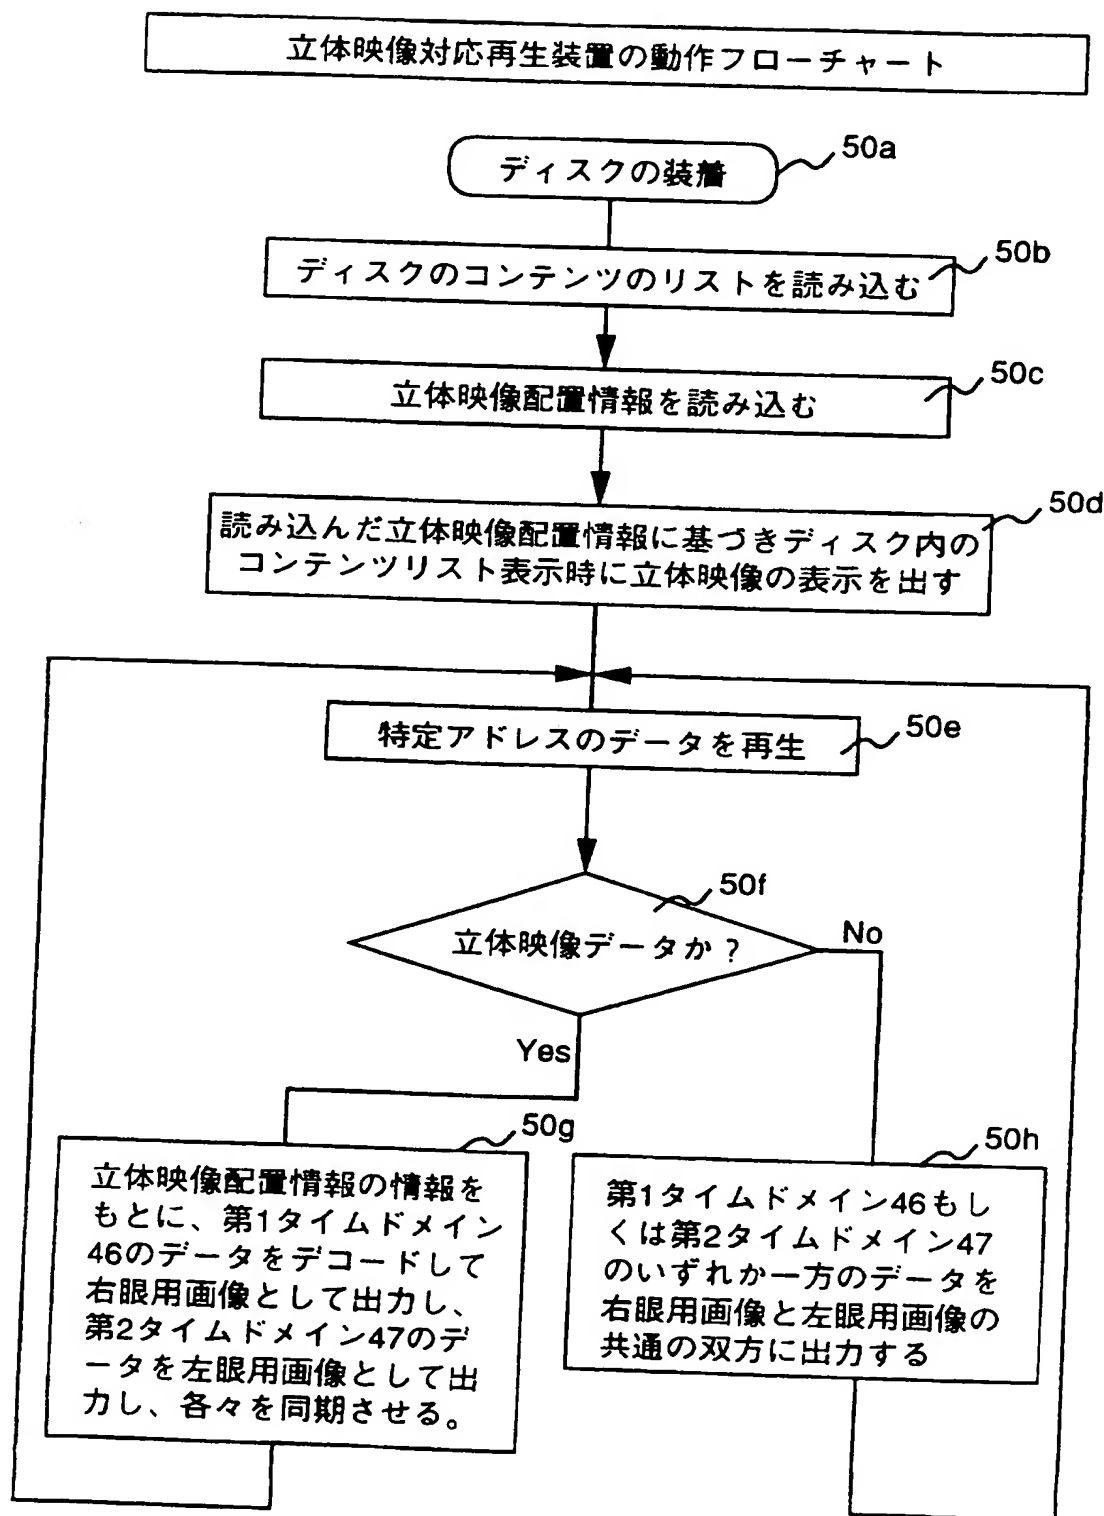 立体映像対応再生装置の動作フローチャート
50a
ディスクの装着
50b
ディスクのコンテンツのリストを読み込む
50c
立体映像配置情報を読み込む
50d
読み込んだ立体映像配置情報に基づきディスク内の
コンテンツリスト表示時に立体映像の表示を出す
特定アドレスのデータを再生
50e
50f
立体映像データか?
No
Yes
50g
立体映像配置情報の情報を
もとに、第1タイムドメイン
46のデータをデコードして
右眼用画像として出力し、
第2タイムドメイン47のデ
ータを左眼用画像として出
力し、各々を同期させる。
50h
第1タイムドメイン46もし
くは第2タイムドメイン47
のいずれか一方のデータを
右眼用画像と左眼用画像の
共通の双方に出力する